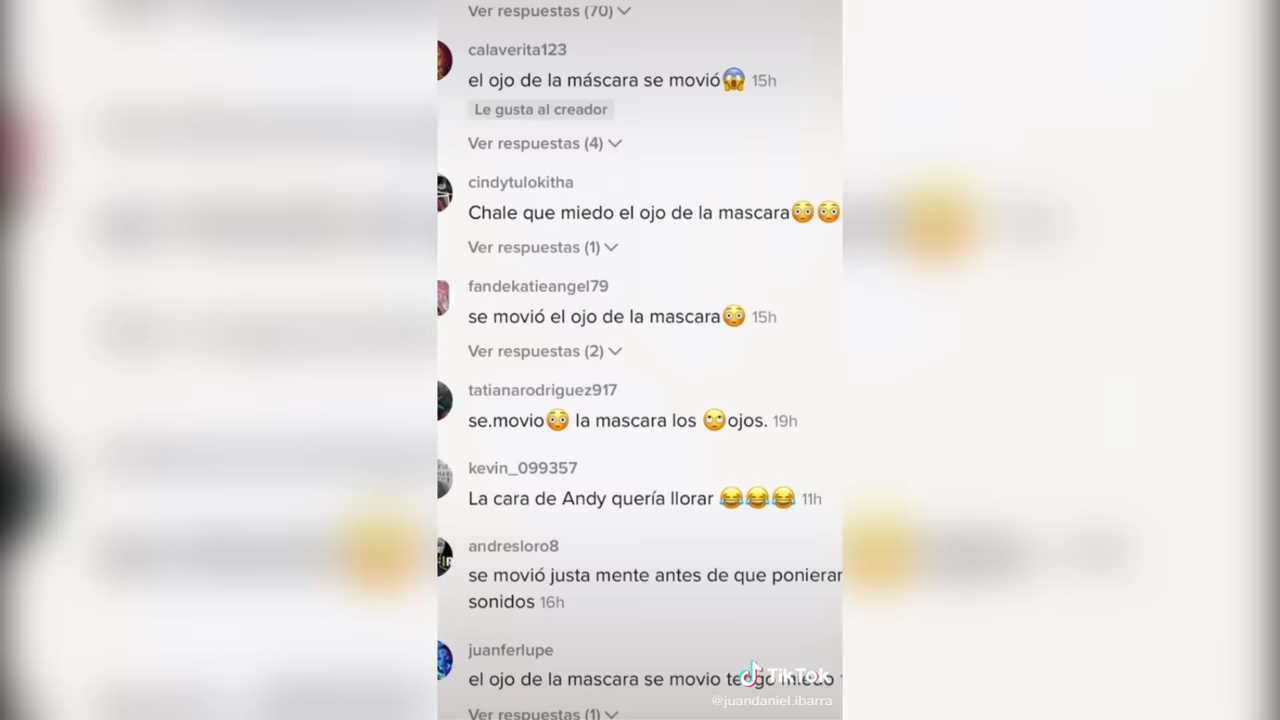 Ver respuestas (70)
calaverita123
el ojo de la máscara se movió😱 15h
Le gusta al creador
Ver respuestas (4)
cindytulokitha
Chale que miedo el ojo de la mascara😳😳
Ver respuestas (1)
fandekatieangel79
se movió el ojo de la mascara😳 15h
Ver respuestas (2)
tatianarodriguez917
se.movio😳 la mascara los 🙄ojos. 19h
kevin_099357
La cara de Andy quería llorar 😂😂😂 11h
andresloro8
se movió justa mente antes de que ponieran
sonidos 16h
juanferlupe
el ojo de la mascara se movio tengo miedo
TikTok
@juandaniel.ibarra
Ver respuestas (1)